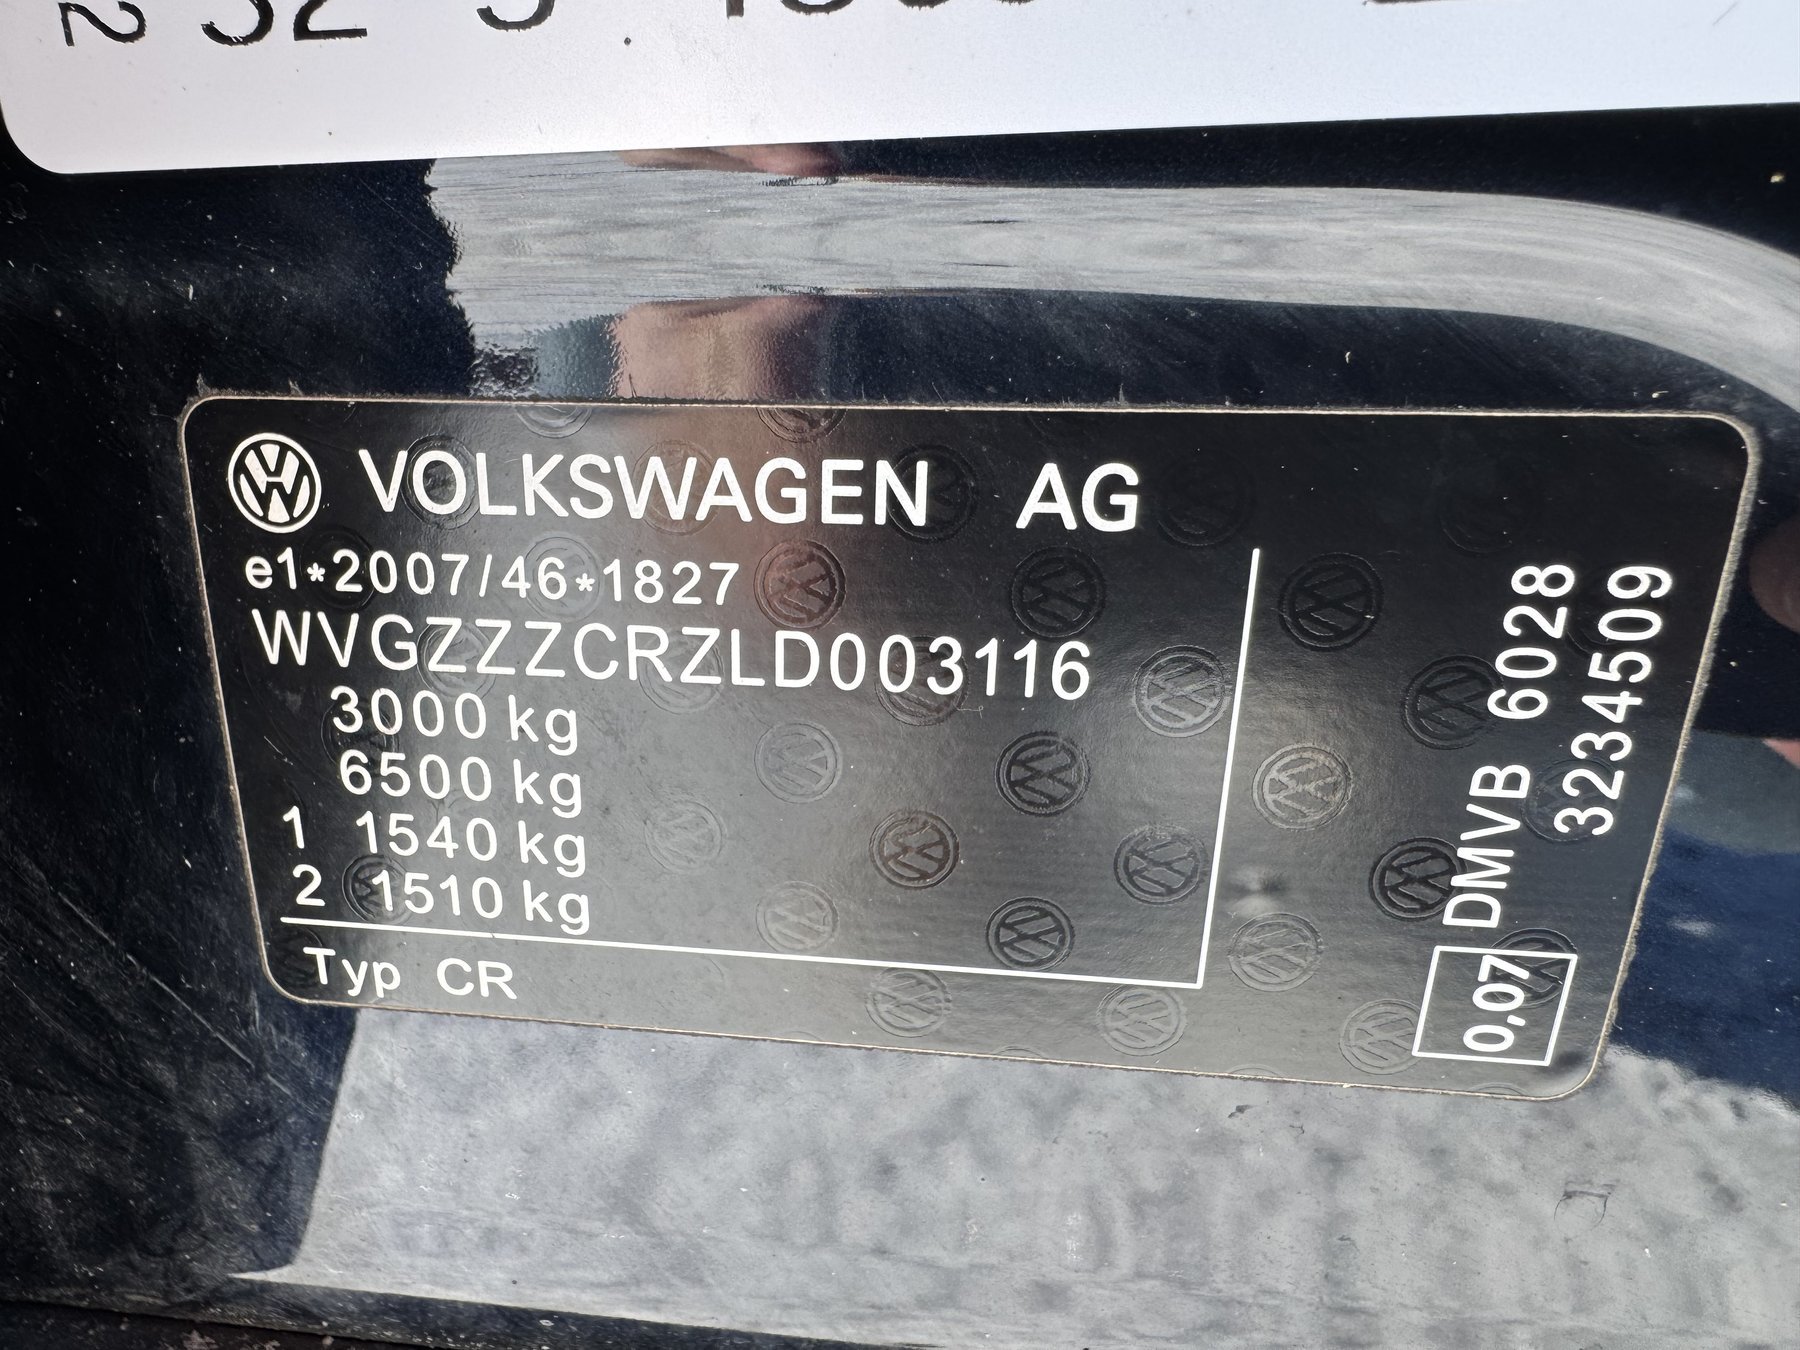 VOLKSWAGEN AG
e1*2007/46*1827
WVGZZZCRZLD003116
3000 kg
6500 kg
1 1540 kg
2 1510 kg
Typ CR
0,07 DMVB 6028
3234509